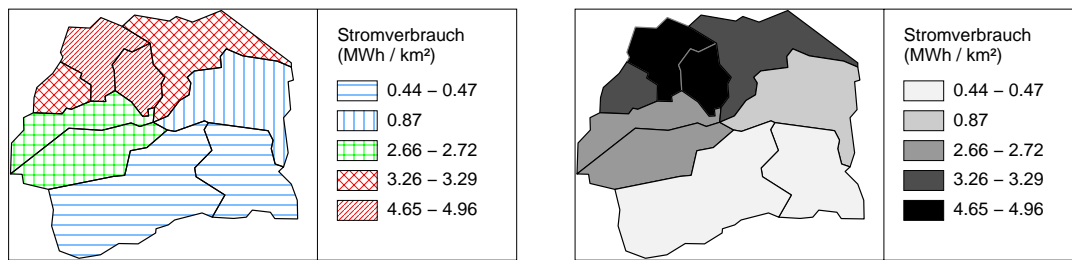 Stromverbrauch
(MWh / km²)
0.44 – 0.47
0.87
2.66 – 2.72
3.26 – 3.29
4.65 – 4.96
Stromverbrauch
(MWh / km²)
0.44 – 0.47
0.87
2.66 – 2.72
3.26 – 3.29
4.65 – 4.96